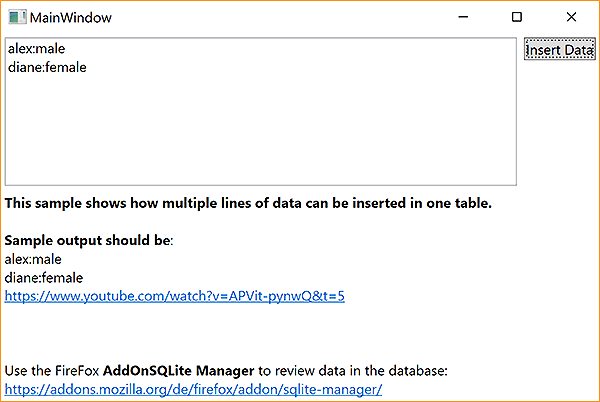 MainWindow
alex:male
diane:female
Insert Data
This sample shows how multiple lines of data can be inserted in one table.
Sample output should be:
alex:male
diane:female
https://www.youtube.com/watch?v=APVit-pynwQ&t=5
Use the FireFox AddOnSQLite Manager to review data in the database:
https://addons.mozilla.org/de/firefox/addon/sqlite-manager/